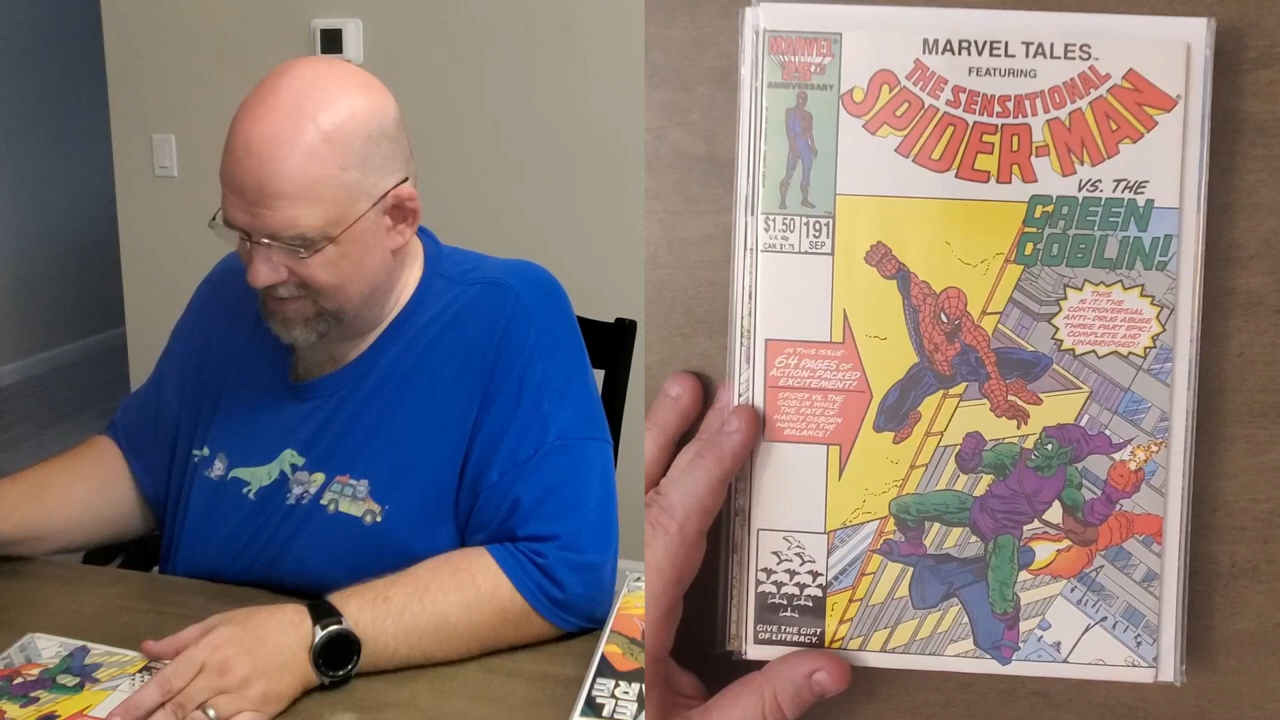 MARVEL TALES™
FEATURING
THE SENSATIONAL
SPIDER-MAN
VS. THE
GREEN
GOBLIN!
MARVEL
25TH
ANNIVERSARY
$1.50
U.K. 40p
CAN. $1.75
191
SEP
THIS
IS IT! THE
CONTROVERSIAL
ANTI-DRUG ABUSE
THREE PART EPIC!
COMPLETE AND
UNABRIDGED!
IN THIS ISSUE:
64 PAGES OF
ACTION-PACKED
EXCITEMENT!
SPIDEY VS. THE
GOBLIN WHILE
THE FATE OF
HARRY OSBORN
HANGS IN THE
BALANCE!
GIVE THE GIFT
OF LITERACY.